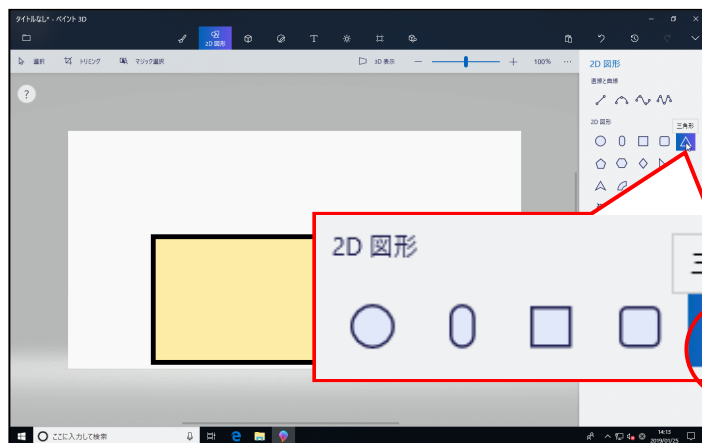 タイトルなし* - ペイント 3D
2D 図形
選択 トリミング マジック選択 3D 表示 100%
2D 図形
直線と曲線
2D 図形
三角形
2D 図形
ここに入力して検索
14:13
2019/01/25